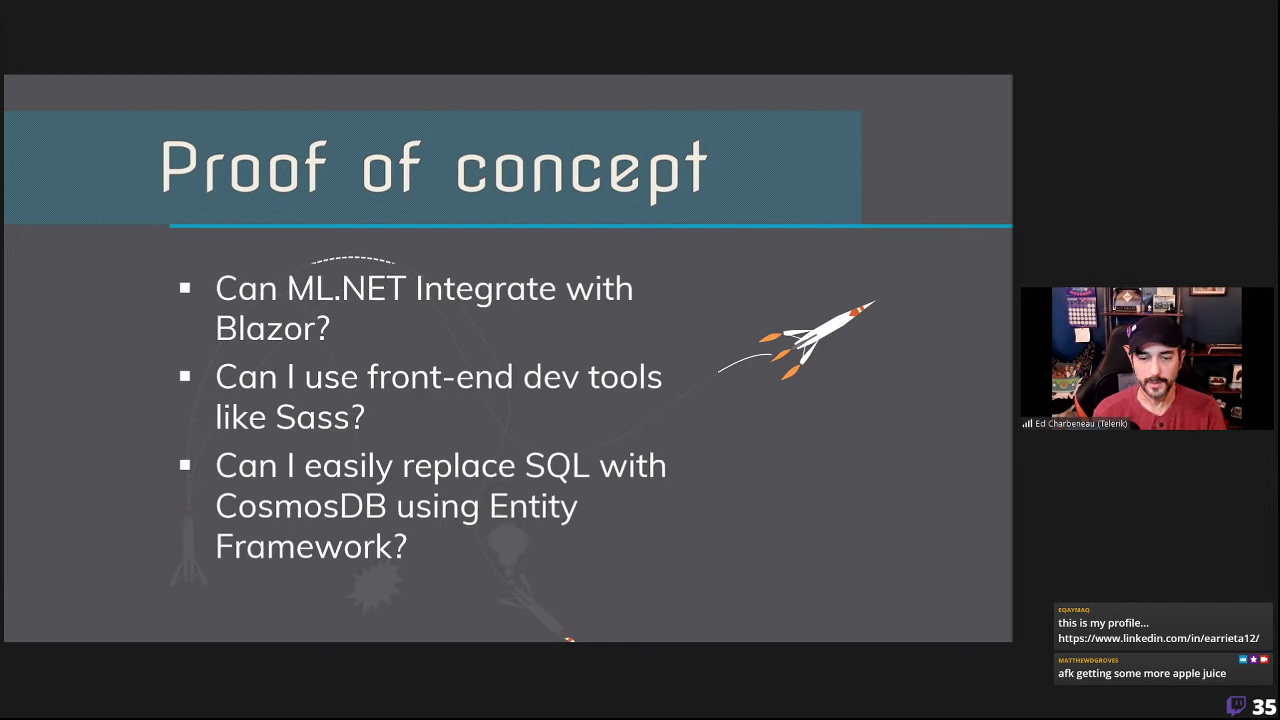 Proof of concept
Can ML.NET Integrate with
Blazor?
Can I use front-end dev tools
like Sass?
Can I easily replace SQL with
CosmosDB using Entity
Framework?
Ed Charbeneau (Telerik)
EQAYMAQ
this is my profile...
https://www.linkedin.com/in/earrieta12/
MATTHEWDGROVES
afk getting some more apple juice
35